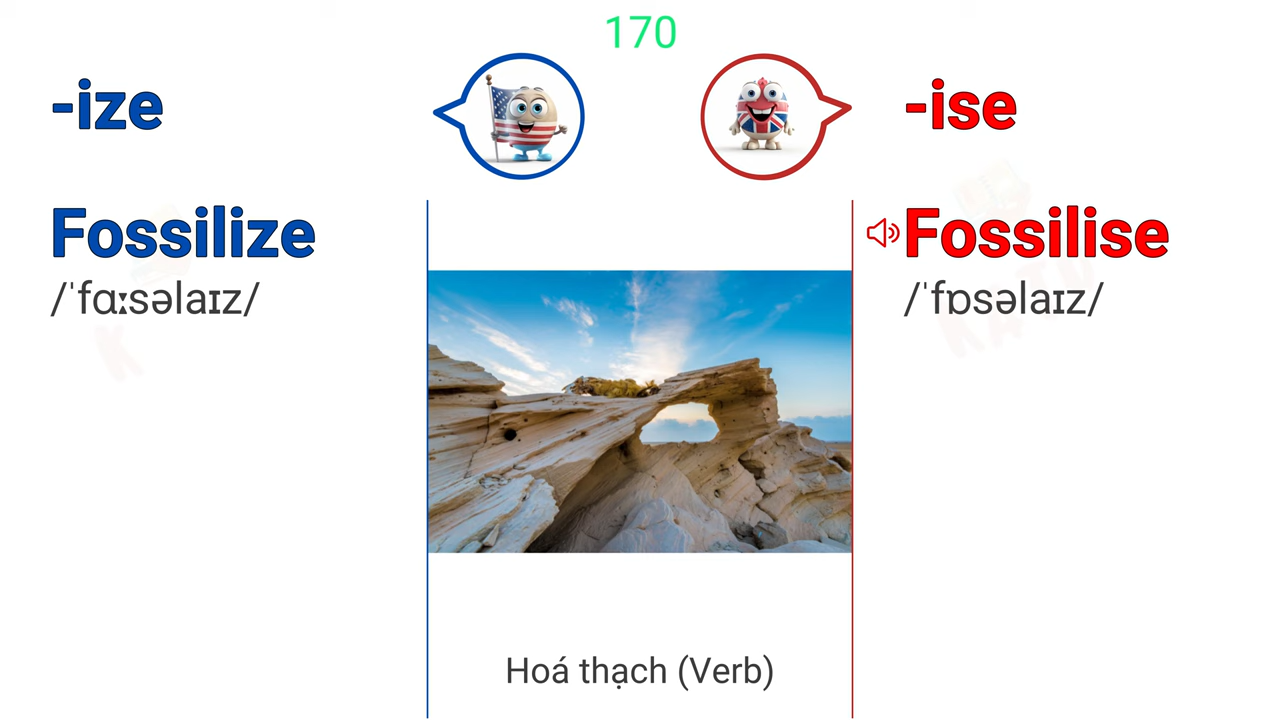 170
-ize
-ise
Fossilize
Fossilise
/ˈfɑːsəlaɪz/
/ˈfɒsəlaɪz/
Hoá thạch (Verb)